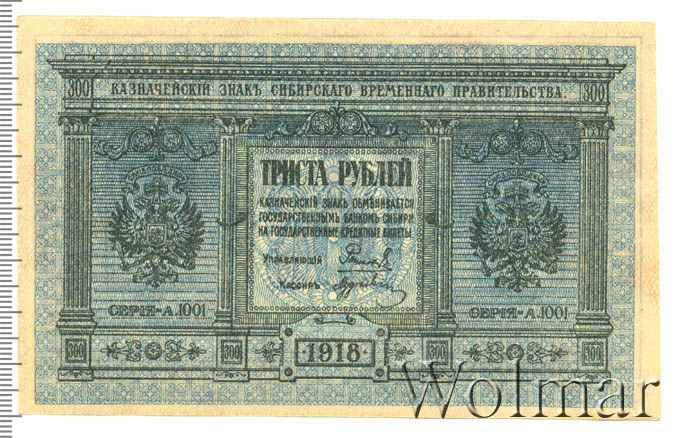 300 КАЗНАЧЕЙСКІЙ ЗНАКЪ СИБИРСКАГО ВРЕМЕННАГО ПРАВИТЕЛЬСТВА. 300
ТРИСТА РУБЛЕЙ
КАЗНАЧЕЙСКІЙ ЗНАКЪ ОБМѢНИВАЕТСЯ
ГОСУДАРСТВЕННЫМЪ БАНКОМЪ СИБИРИ
НА ГОСУДАРСТВЕННЫЕ КРЕДИТНЫЕ БИЛЕТЫ.
УПРАВЛЯЮЩІЙ
КАССИРЪ
СЕРІЯ-А.1001 СЕРІЯ-А.1001
300 300 1918 300 300
Wolmar